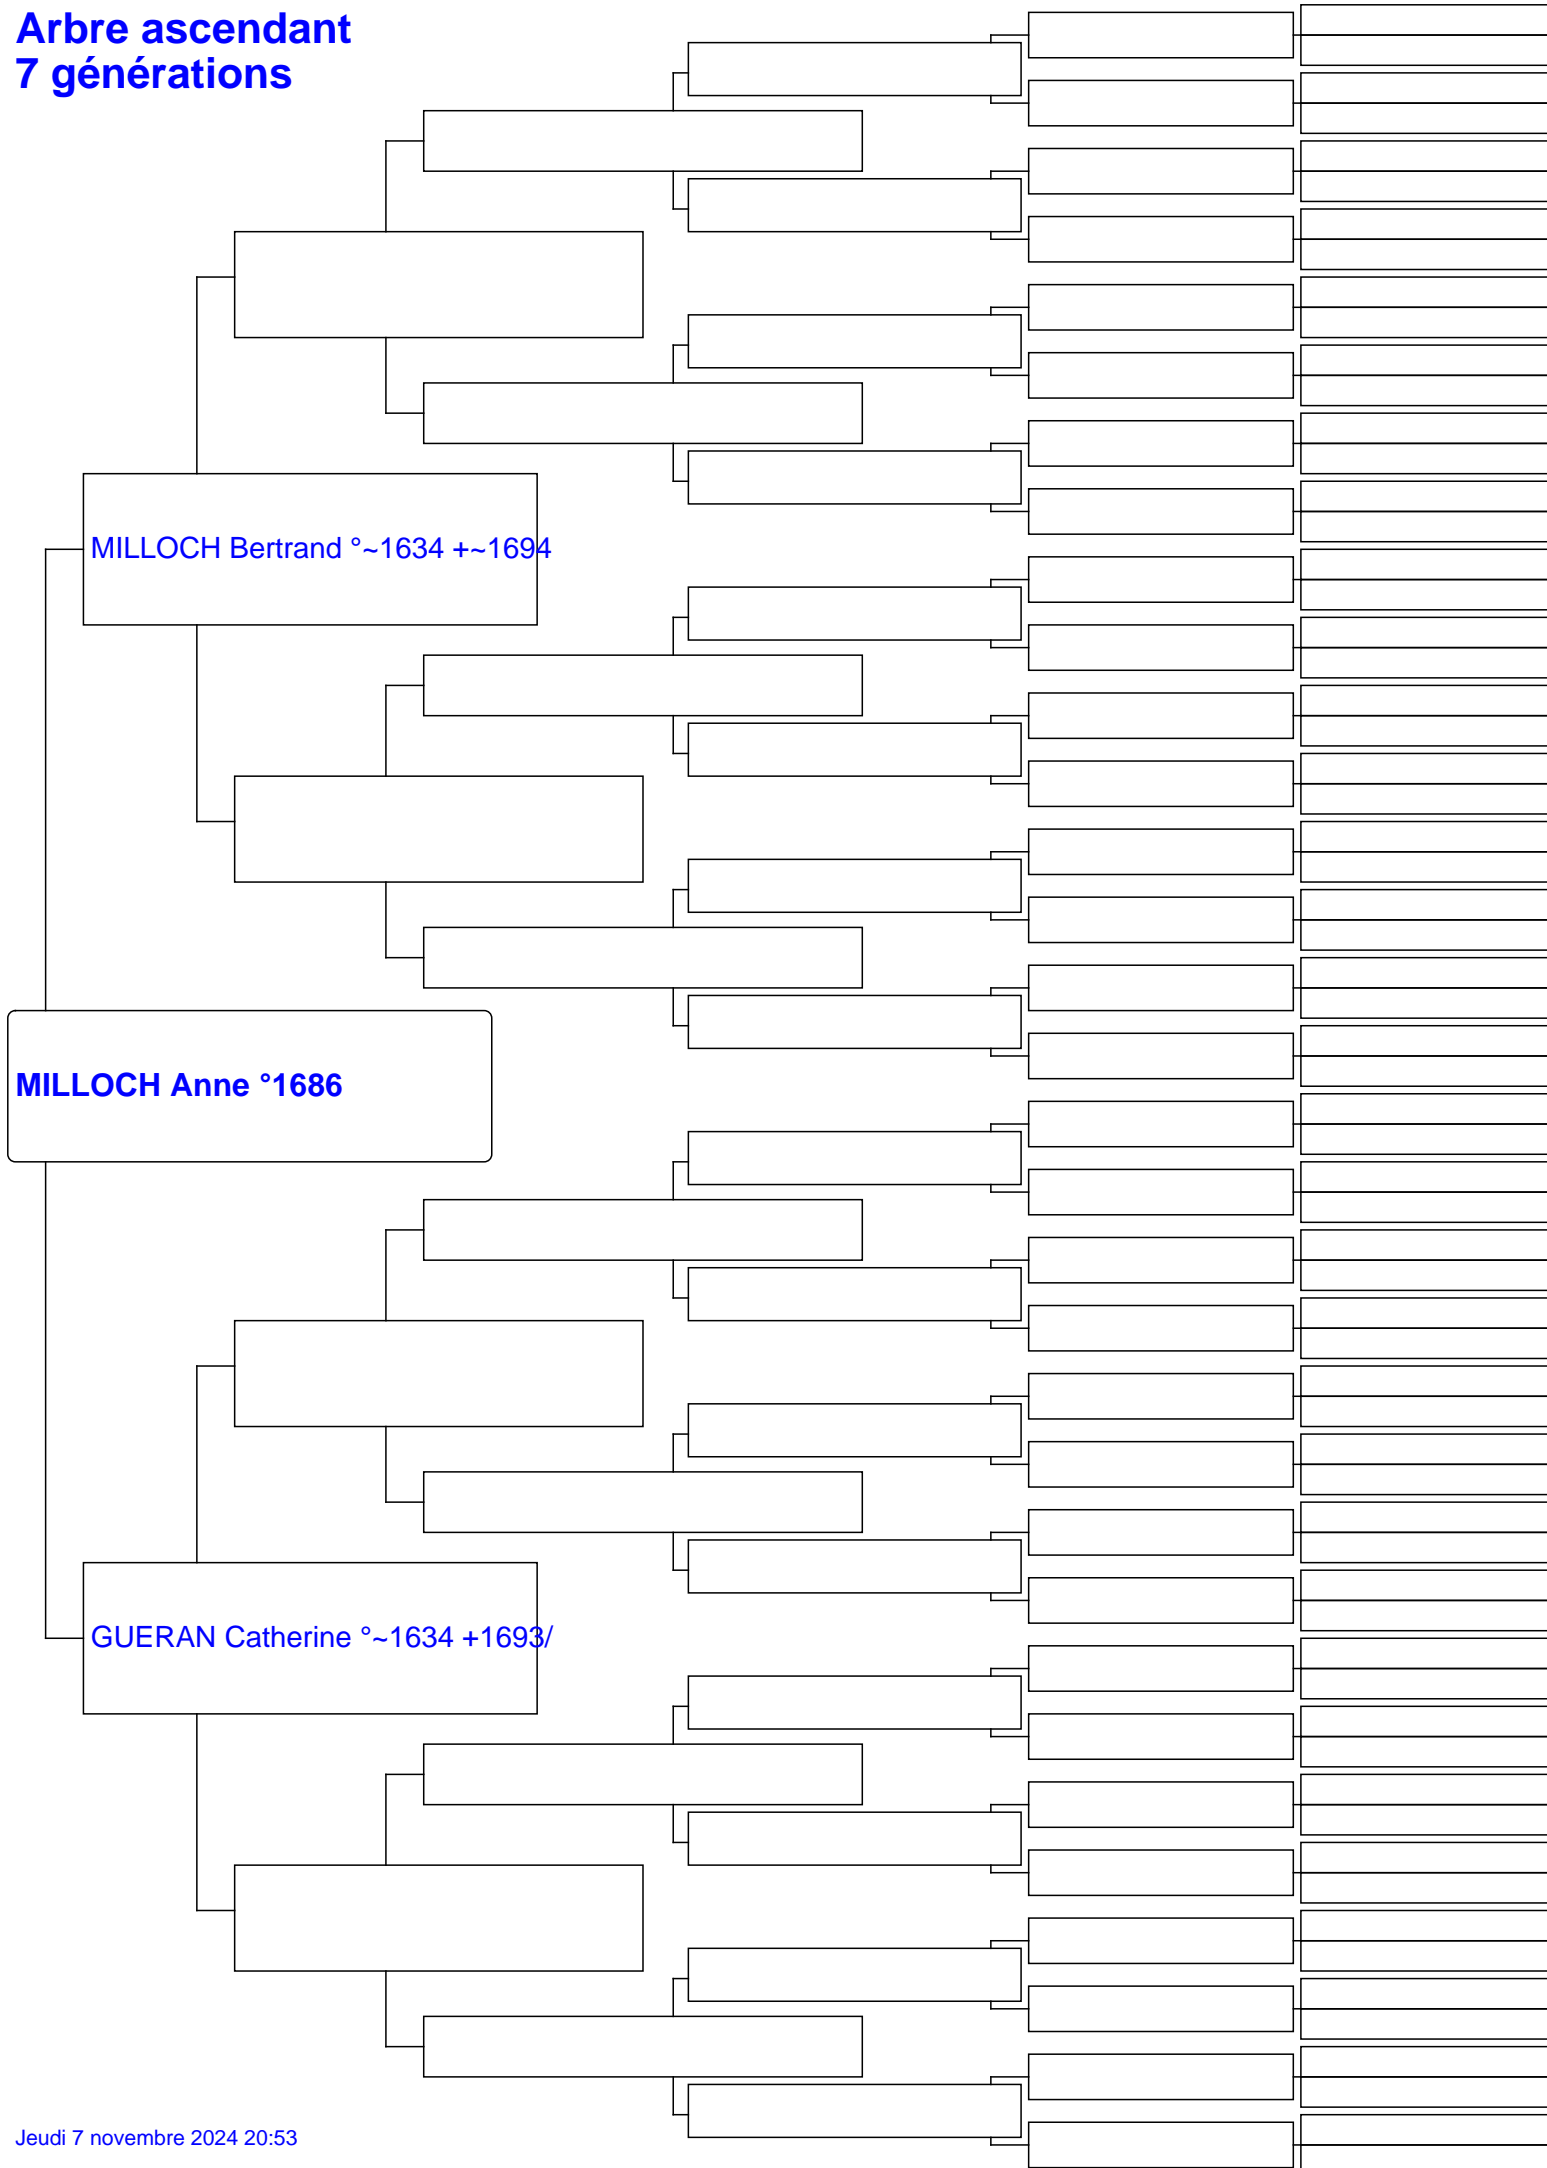 Arbre ascendant
7 générations
MILLOCH Bertrand °~1634 +~1694
MILLOCH Anne °1686
GUERAN Catherine °~1634 +1693/
Jeudi 7 novembre 2024 20:53